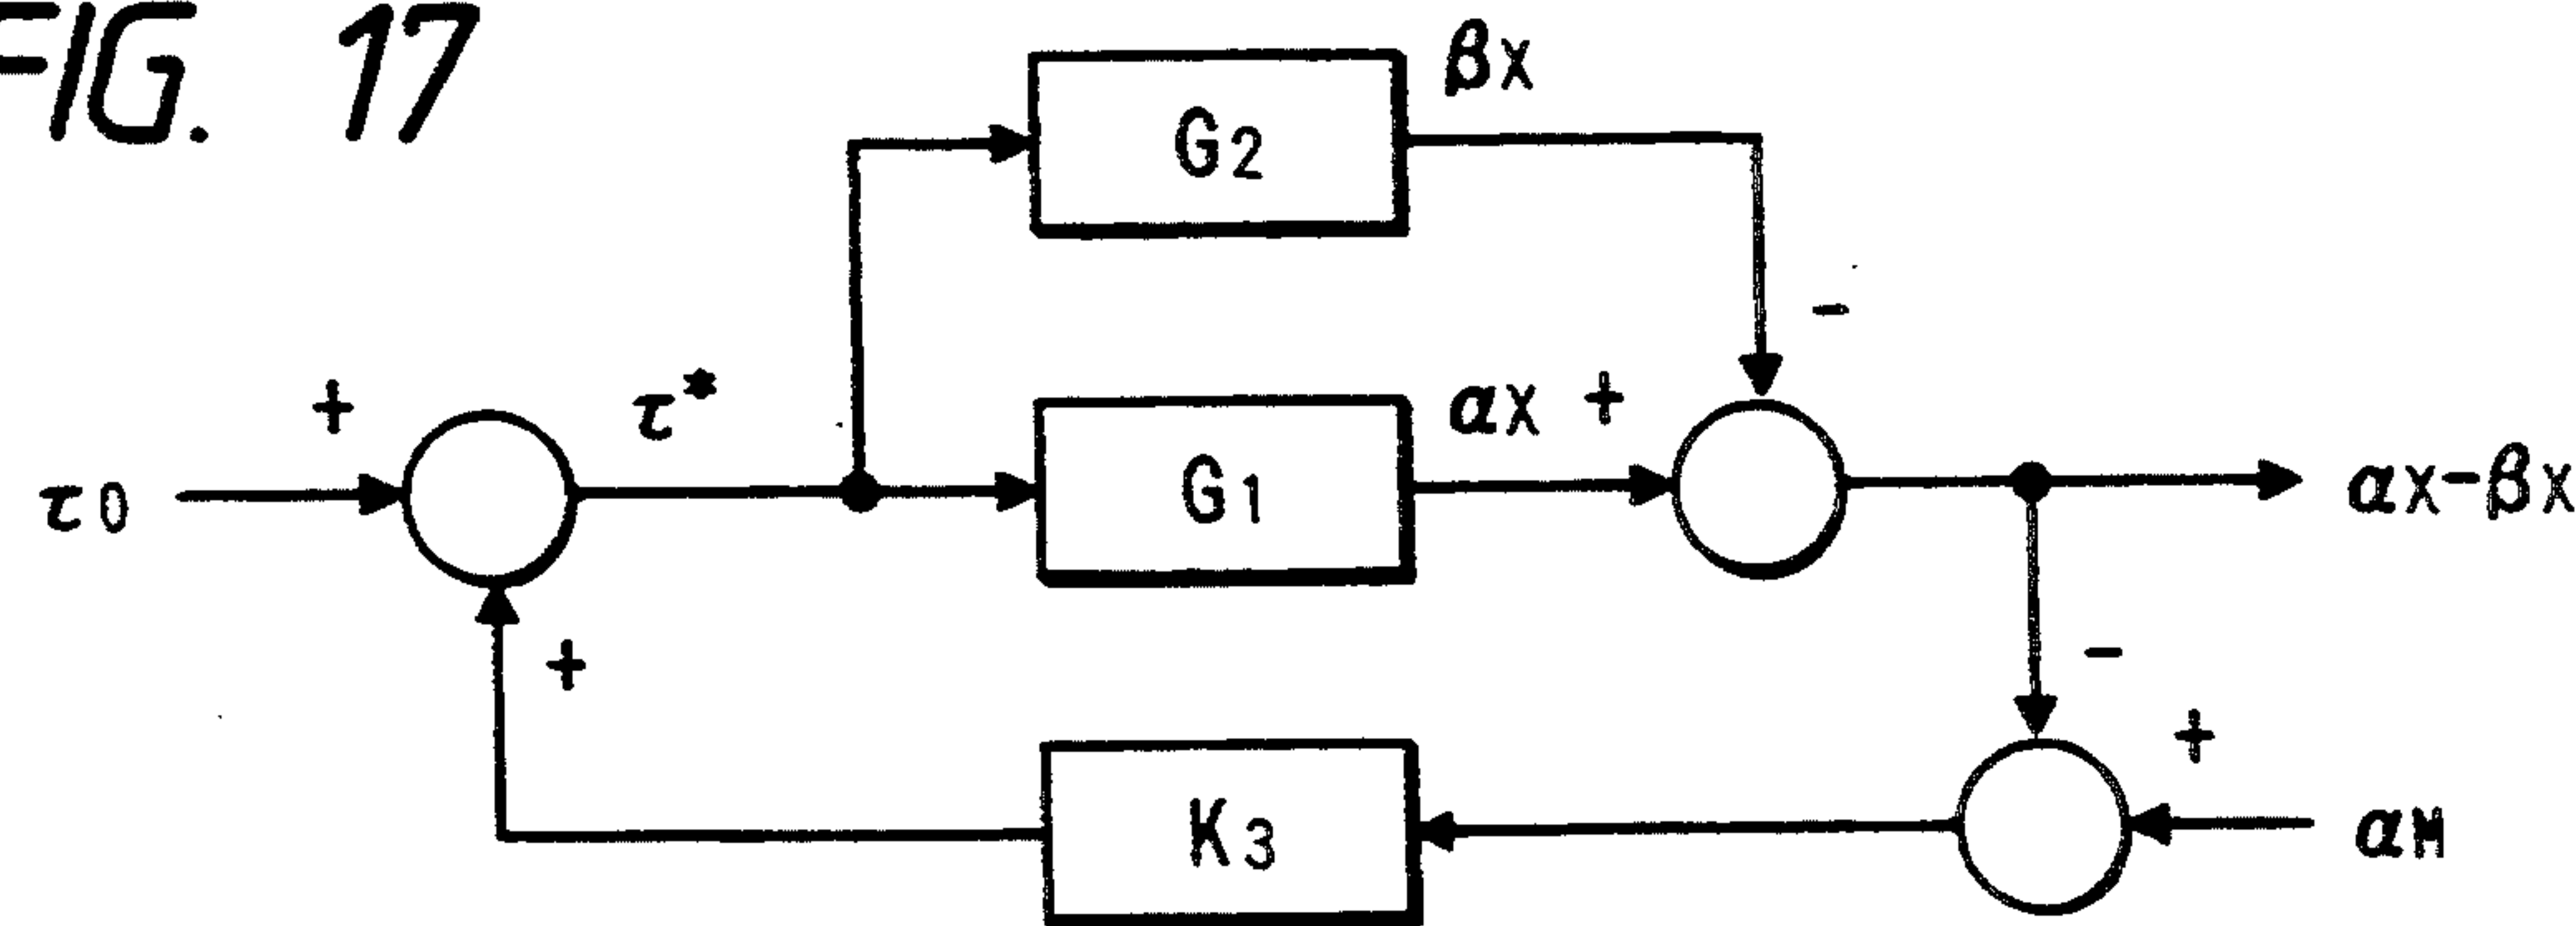 FIG. 17
βx
G2
-
+
τ*
αx +
τ0
G1
αx-βx
+
-
+
K3
αM